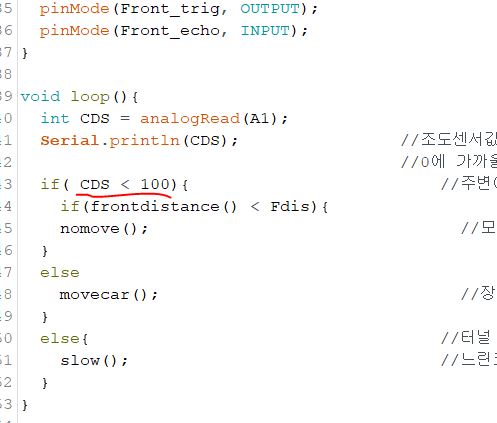 35 pinMode(Front_trig, OUTPUT);
36 pinMode(Front_echo, INPUT);
37 }
38
39 void loop(){
40 int CDS = analogRead(A1);
41 Serial.println(CDS); //조도센서값
42 //0에 가까울
43 if( CDS < 100){ //주변이
44 if(frontdistance() < Fdis){
45 nomove(); //모
46 }
47 else
48 movecar(); //장
49 }
50 else{ //터널
51 slow(); //느린
52 }
53 }